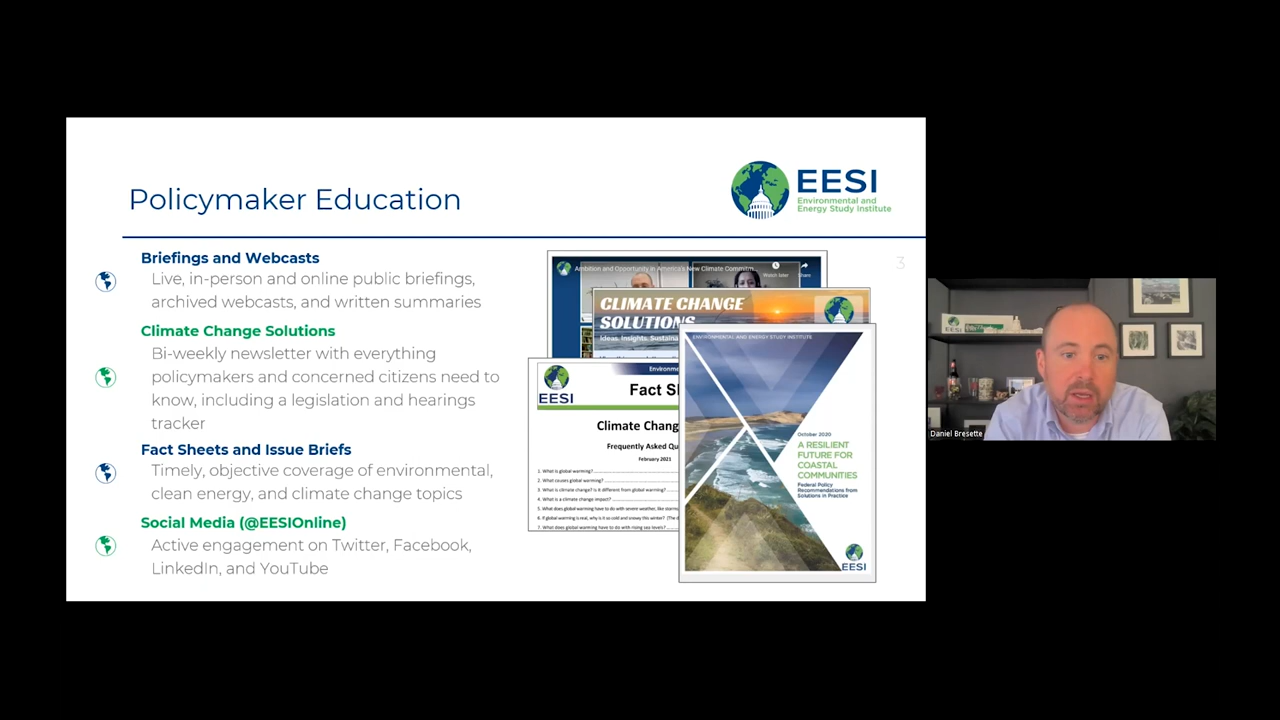 Policymaker Education
EESI
Environmental and
Energy Study Institute
3
Briefings and Webcasts
Live, in-person and online public briefings,
archived webcasts, and written summaries
Climate Change Solutions
Bi-weekly newsletter with everything
policymakers and concerned citizens need to
know, including a legislation and hearings
tracker
Fact Sheets and Issue Briefs
Timely, objective coverage of environmental,
clean energy, and climate change topics
Social Media (@EESIOnline)
Active engagement on Twitter, Facebook,
LinkedIn, and YouTube
Ambition and Opportunity in America's New Climate Commitm...
Watch later
Share
CLIMATE CHANGE
SOLUTIONS
Ideas. Insights. Sustaina
EESI
Environme
Fact Sh
Climate Chang
Frequently Asked Qu
February 2021
1. What is global warming?
2. What causes global warming?
3. What is climate change? Is it different from global warming?
4. What is a climate change impact?
5. What does global warming have to do with severe weather, like storms
6. If global warming is real, why is it so cold and snowy this winter? (The d
7. What does global warming have to do with rising sea levels?
ENVIRONMENTAL AND ENERGY STUDY INSTITUTE
October 2020
A RESILIENT
FUTURE FOR
COASTAL
COMMUNITIES
Federal Policy
Recommendations from
Solutions in Practice
EESI
Daniel Bresette